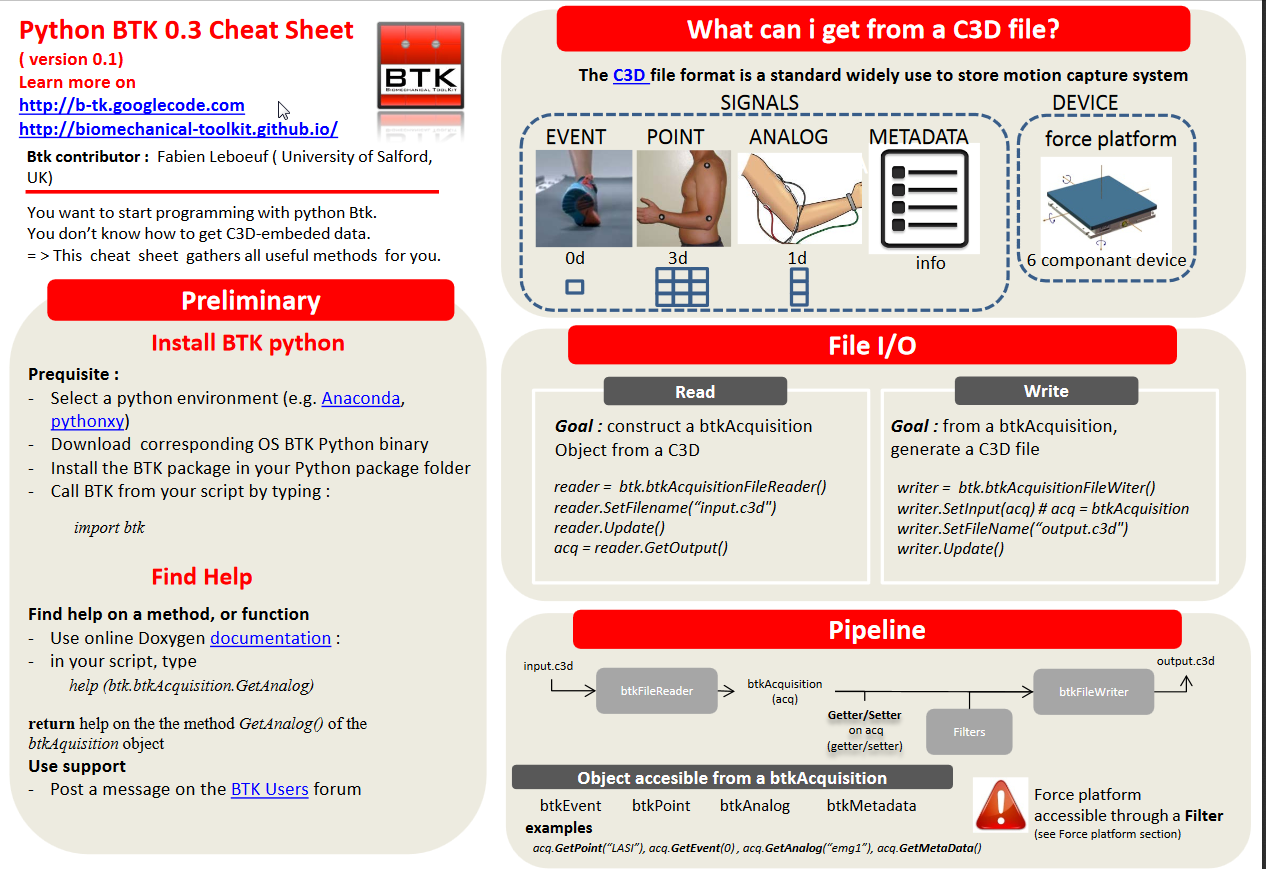 Python BTK 0.3 Cheat Sheet
( version 0.1)
Learn more on
http://b-tk.googlecode.com
http://biomechanical-toolkit.github.io/
BTK
BIOMECHANICAL TOOLKIT
Btk contributor : Fabien Leboeuf ( University of Salford,
UK)
You want to start programming with python Btk.
You don't know how to get C3D-embeded data.
= > This cheat sheet gathers all useful methods for you.
Preliminary
Install BTK python
Prequisite :
- Select a python environment (e.g. Anaconda,
pythonxy)
- Download corresponding OS BTK Python binary
- Install the BTK package in your Python package folder
- Call BTK from your script by typing :
import btk
Find Help
Find help on a method, or function
- Use online Doxygen documentation :
- in your script, type
help (btk.btkAcquisition.GetAnalog)
return help on the the method GetAnalog() of the
btkAquisition object
Use support
- Post a message on the BTK Users forum
What can i get from a C3D file?
The C3D file format is a standard widely use to store motion capture system
SIGNALS
DEVICE
EVENT POINT ANALOG METADATA
force platform
0d 3d 1d info
6 componant device
File I/O
Read
Goal : construct a btkAcquisition
Object from a C3D
reader = btk.btkAcquisitionFileReader()
reader.SetFilename(“input.c3d")
reader.Update()
acq = reader.GetOutput()
Write
Goal : from a btkAcquisition,
generate a C3D file
writer = btk.btkAcquisitionFileWiter()
writer.SetInput(acq) # acq = btkAcquisition
writer.SetFileName(“output.c3d")
writer.Update()
Pipeline
input.c3d
btkFileReader
btkAcquisition
(acq)
Getter/Setter
on acq
(getter/setter)
Filters
btkFileWriter
output.c3d
Object accesible from a btkAcquisition
btkEvent btkPoint btkAnalog btkMetadata
examples
acq.GetPoint(“LASI”), acq.GetEvent(0) , acq.GetAnalog(“emg1”), acq.GetMetaData()
Force platform
accessible through a Filter
(see Force platform section)